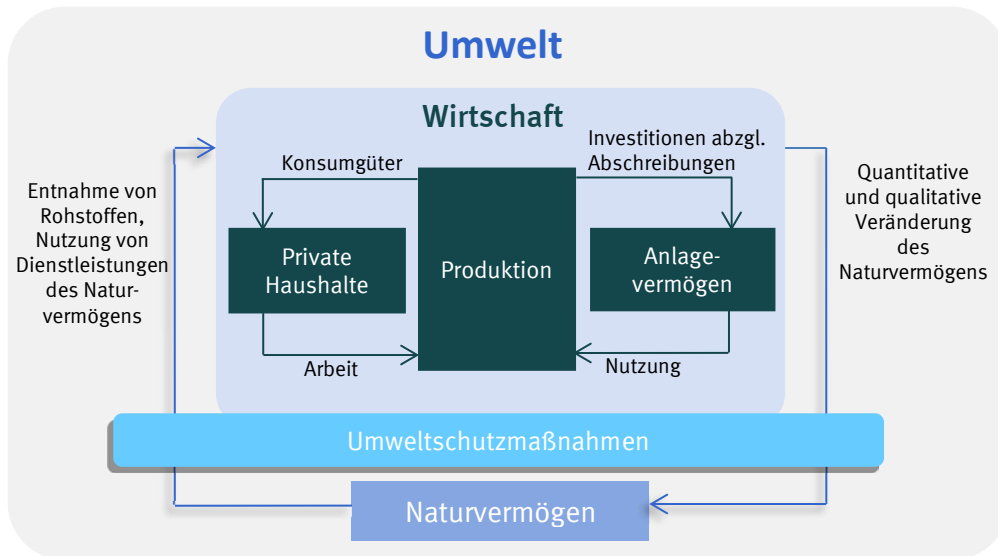 Umwelt
Wirtschaft
Konsumgüter
Investitionen abzgl.
Abschreibungen
Entnahme von
Rohstoffen,
Nutzung von
Dienstleistungen
des Natur-
vermögens
Private
Haushalte
Produktion
Anlage-
vermögen
Quantitative
und qualitative
Veränderung
des
Naturvermögens
Arbeit
Nutzung
Umweltschutzmaßnahmen
Naturvermögen